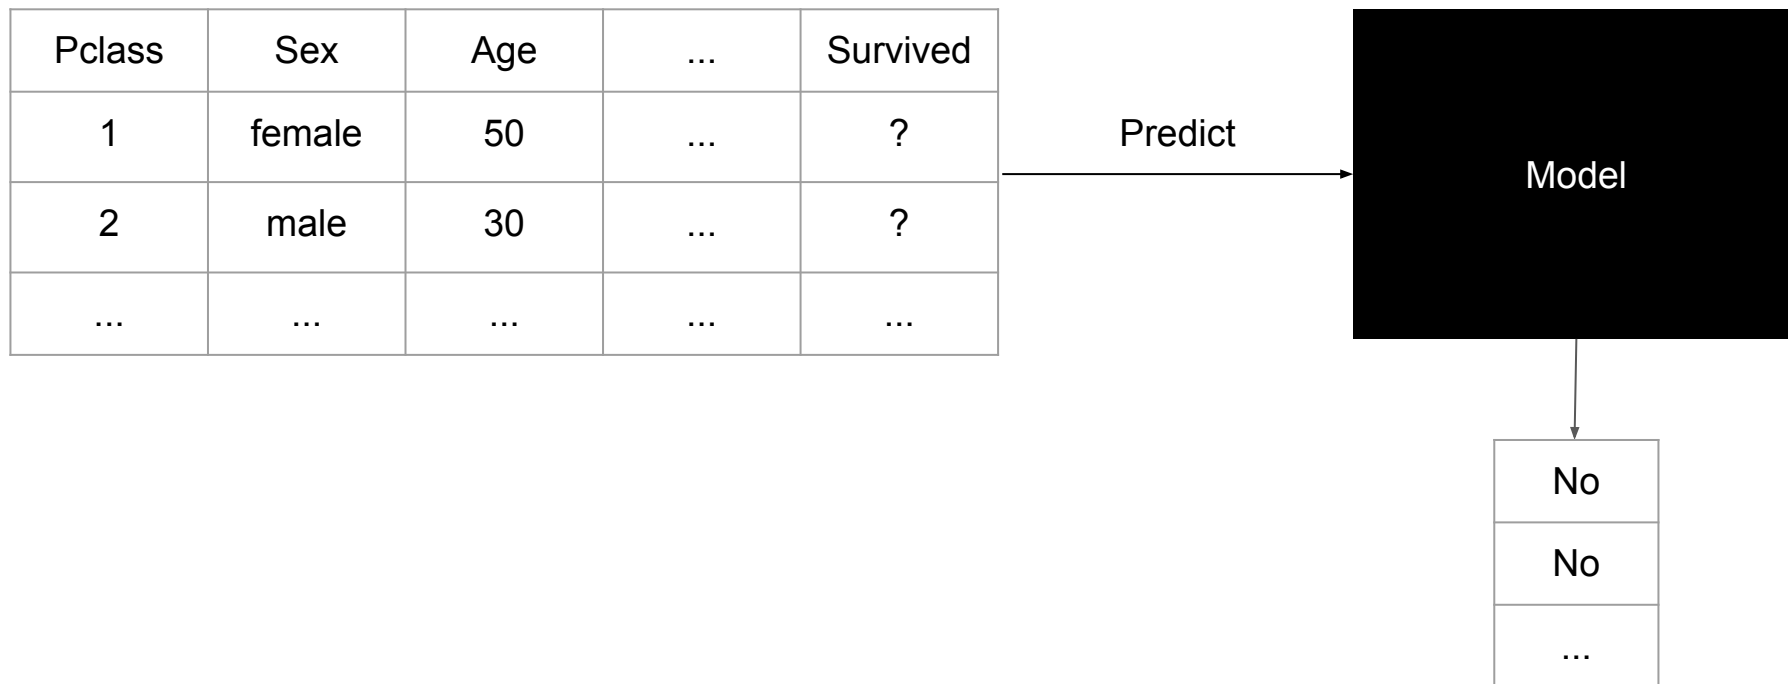 Pclass Sex Age ... Survived
1 female 50 ... ?
2 male 30 ... ?
... ... ... ... ...
Predict
Model
No
No
...